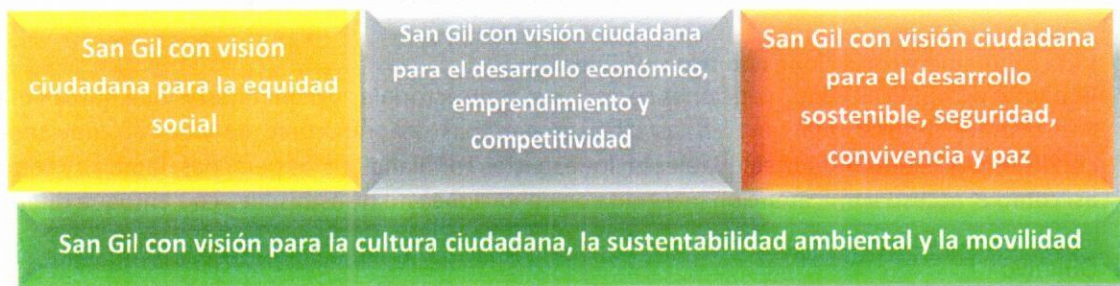 San Gil con visión
ciudadana para la equidad
social
San Gil con visión ciudadana
para el desarrollo económico,
emprendimiento y
competitividad
San Gil con visión ciudadana
para el desarrollo
sostenible, seguridad,
convivencia y paz
San Gil con visión para la cultura ciudadana, la sustentabilidad ambiental y la movilidad